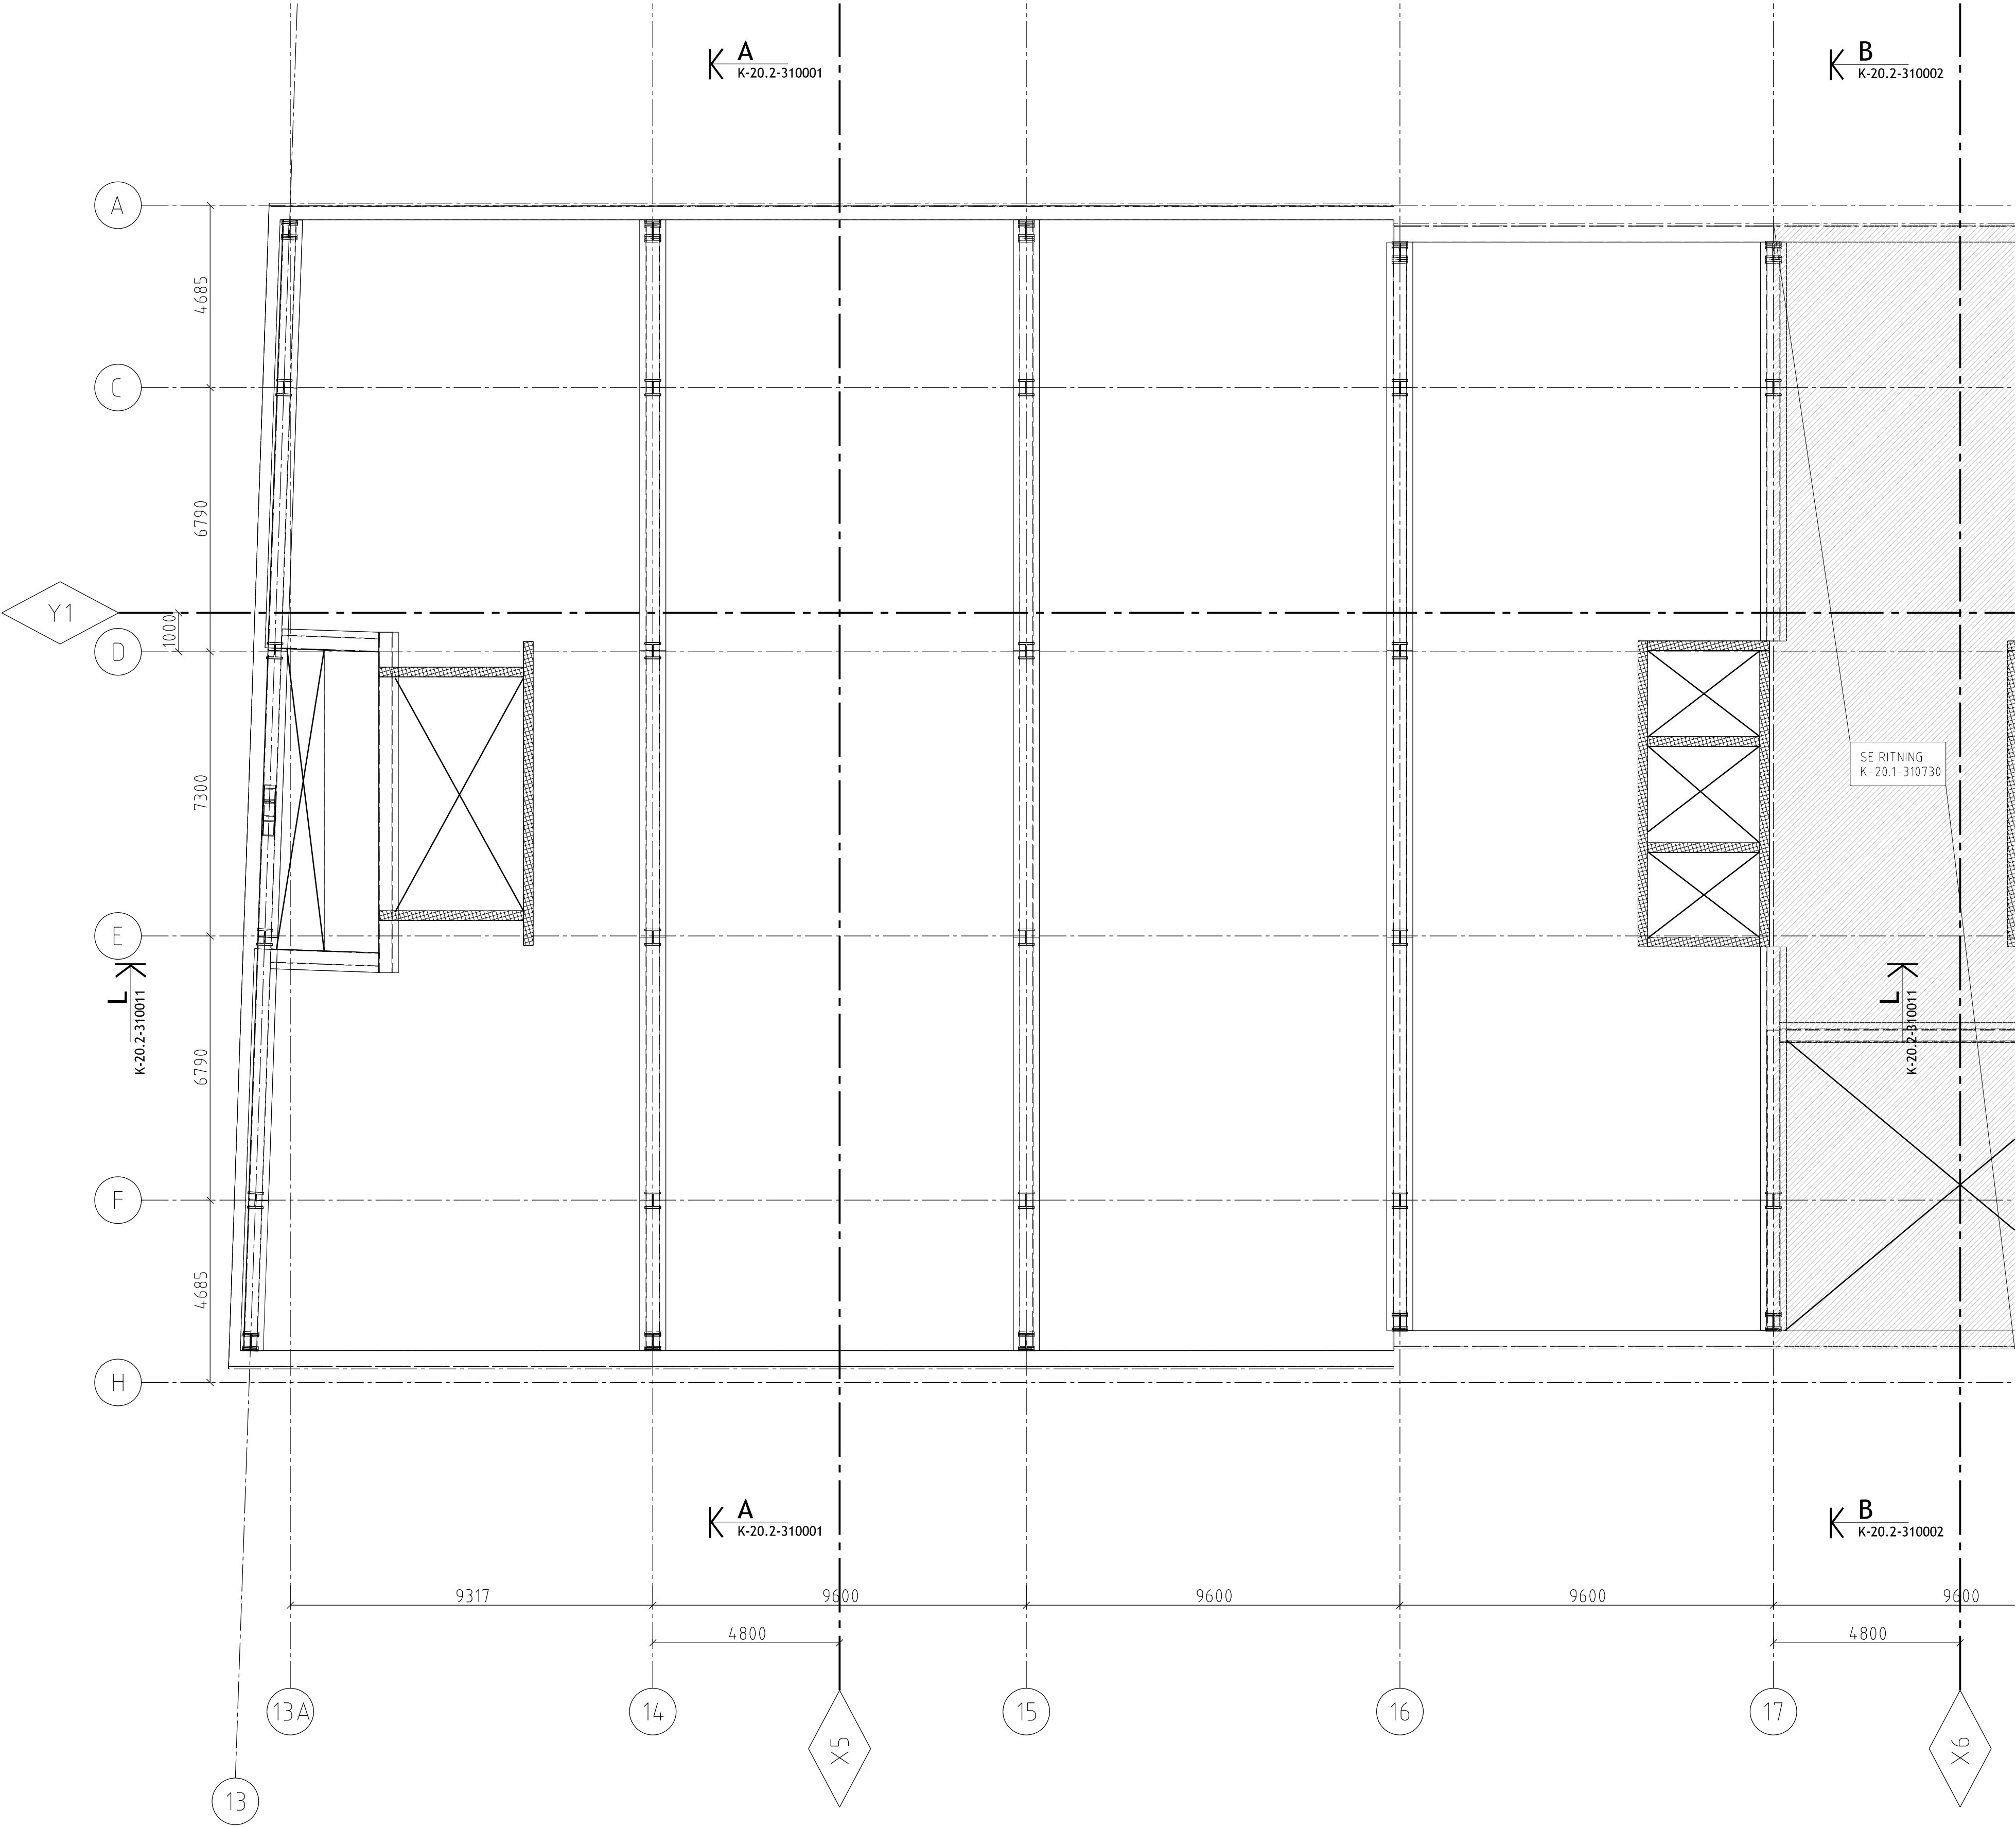 A
K-20.2-310001
B
K-20.2-310002
A
4685
C
6790
Y1
1000
D
SE RITNING
K-20.1-310730
7300
E
L
K-20.2-310011
L
K-20.2-310011
6790
F
4685
H
A
K-20.2-310001
B
K-20.2-310002
9317
9600
9600
9600
9600
4800
4800
13A
14
15
16
17
X5
X6
13